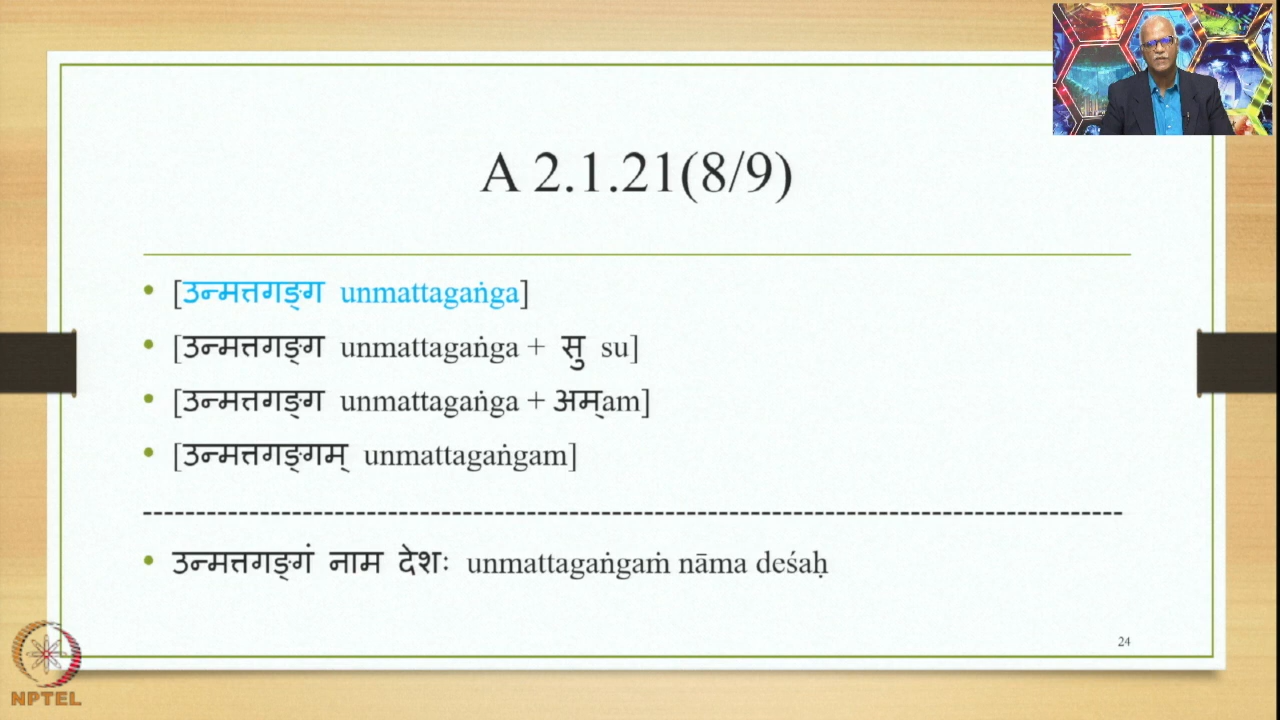 A 2.1.21(8/9)
• [उन्मत्तगङ्ग unmattagaṅga]
• [उन्मत्तगङ्ग unmattagaṅga + सु su]
• [उन्मत्तगङ्ग unmattagaṅga + अम्am]
• [उन्मत्तगङ्गम् unmattagaṅgam]
--------------------------------------------------------------------------------------------
• उन्मत्तगङ्गं नाम देशः unmattagaṅgaṁ nāma deśaḥ
24
NPTEL